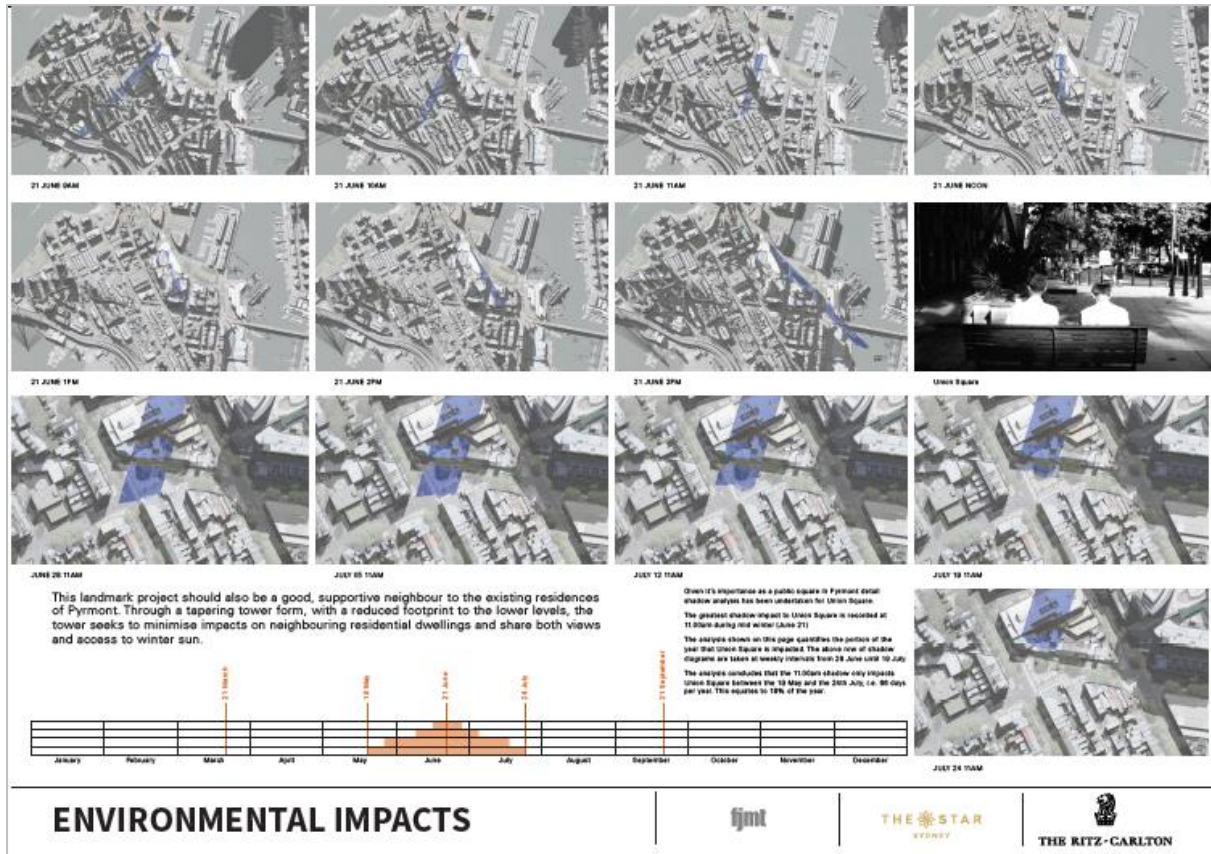 21 JUNE 9AM
21 JUNE 10AM
21 JUNE 11AM
21 JUNE NOON
21 JUNE 1PM
21 JUNE 2PM
21 JUNE 3PM
Union Square
JUNE 28 11AM
JULY 05 11AM
JULY 12 11AM
JULY 19 11AM
This landmark project should also be a good, supportive neighbour to the existing residences
of Pyrmont. Through a tapering tower form, with a reduced footprint to the lower levels, the
tower seeks to minimise impacts on neighbouring residential dwellings and share both views
and access to winter sun.
Given it's importance as a public square in Pyrmont detail
shadow analysis has been undertaken for Union Square.
The greatest shadow impact to Union Square is recorded at
11.00am during mid winter (June 21)
The analysis shown on this page quantifies the portion of the
year that Union Square is impacted. The above row of shadow
diagrams are taken at weekly intervals from 28 June until 19 July
The analysis concludes that the 11.00am shadow only impacts
Union Square between the 19 May and the 24th July, i.e. 66 days
per year. This equates to 18% of the year.
21 March
19 May
21 June
24 July
21 September
January
February
March
April
May
June
July
August
September
October
November
December
JULY 24 11AM
ENVIRONMENTAL IMPACTS
fjmt
THE STAR
SYDNEY
THE RITZ-CARLTON